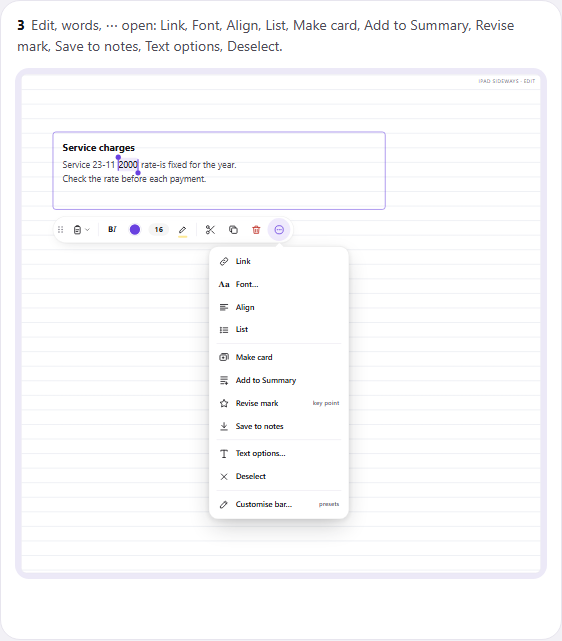 3 Edit, words, ··· open: Link, Font, Align, List, Make card, Add to Summary, Revise
mark, Save to notes, Text options, Deselect.
IPAD SIDEWAYS · EDIT
Service charges
Service 23-11 2000 rate-is fixed for the year.
Check the rate before each payment.
BI 16
Link
Aa Font...
Align
List
Make card
Add to Summary
Revise mark key point
Save to notes
Text options...
Deselect
Customise bar... presets